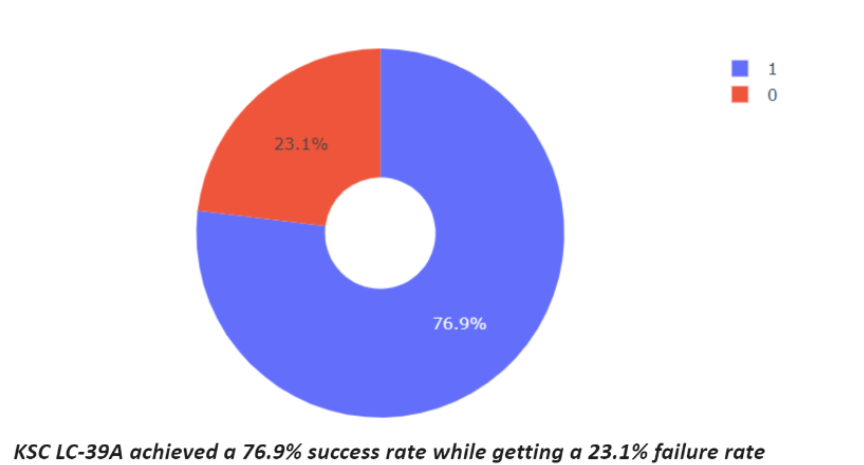 1
0
23.1%
76.9%
KSC LC-39A achieved a 76.9% success rate while getting a 23.1% failure rate